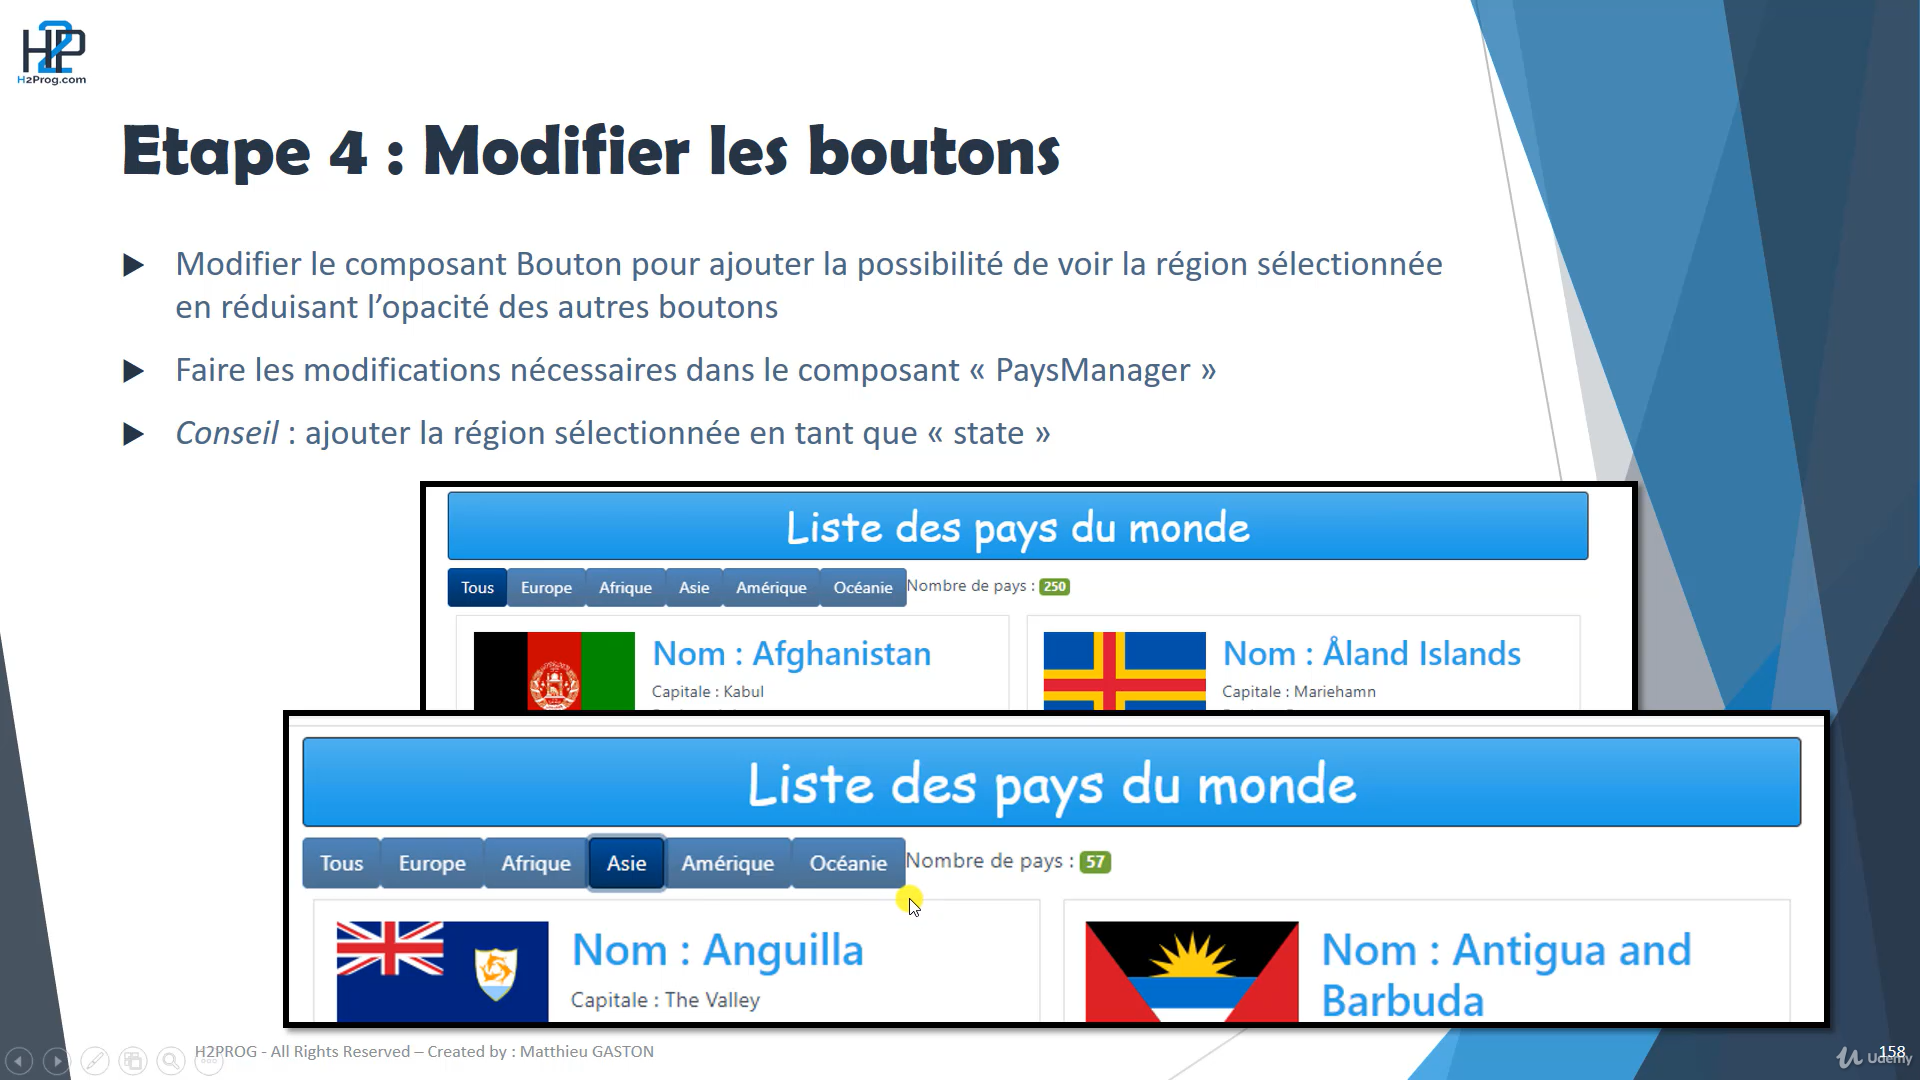 H2P
H2Prog.com
Etape 4 : Modifier les boutons
Modifier le composant Bouton pour ajouter la possibilité de voir la région sélectionnée
en réduisant l’opacité des autres boutons
Faire les modifications nécessaires dans le composant « PaysManager »
Conseil : ajouter la région sélectionnée en tant que « state »
Liste des pays du monde
Tous Europe Afrique Asie Amérique Océanie Nombre de pays : 250
Nom : Afghanistan
Capitale : Kabul
Nom : Åland Islands
Capitale : Mariehamn
Liste des pays du monde
Tous Europe Afrique Asie Amérique Océanie Nombre de pays : 57
Nom : Anguilla
Capitale : The Valley
Nom : Antigua and
Barbuda
H2PROG - All Rights Reserved – Created by : Matthieu GASTON
158
Udemy